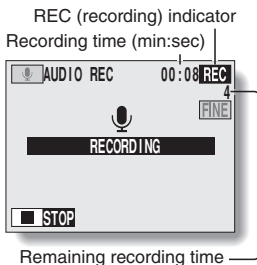 REC (recording) indicator
Recording time (min:sec)
AUDIO REC 00:08 REC
4
FINE
RECORDING
STOP
Remaining recording time